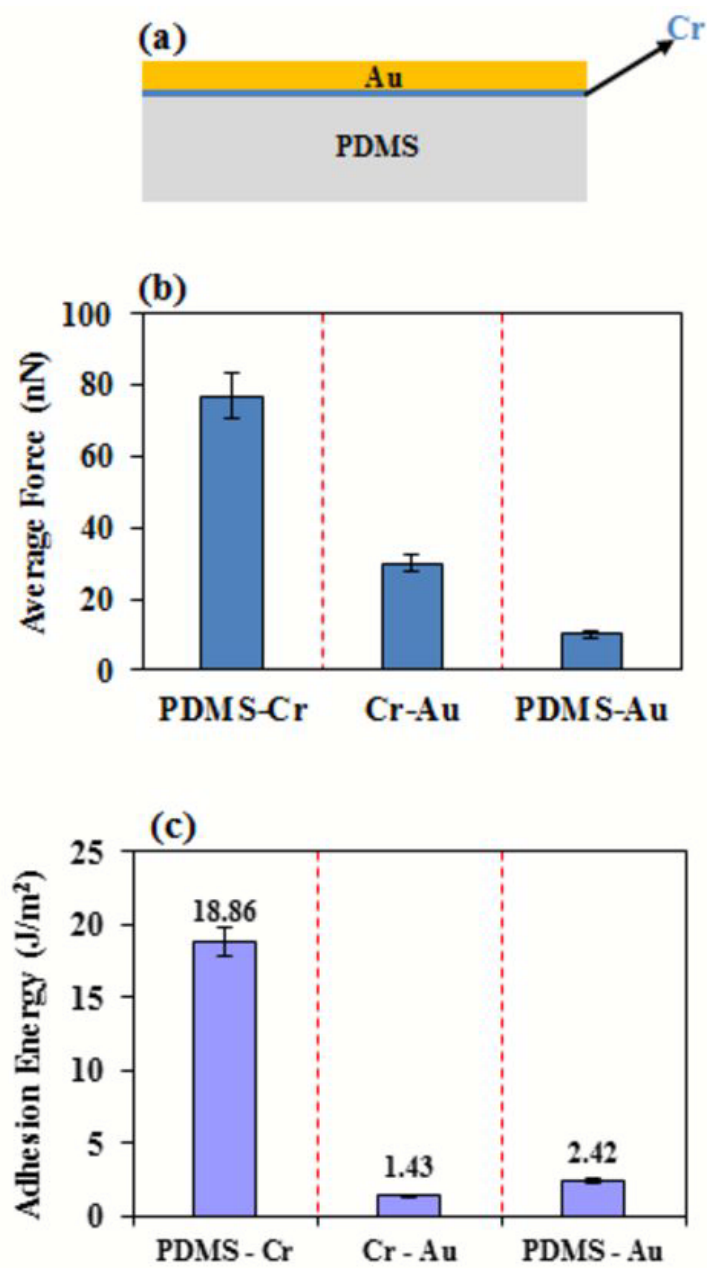 (a)
Cr
Au
PDMS
(b)
Average Force (nN)
100
80
60
40
20
0
PDMS-Cr Cr-Au PDMS-Au
(c)
Adhesion Energy (J/m²)
25
20
15
10
5
0
18.86
1.43
2.42
PDMS - Cr Cr - Au PDMS - Au